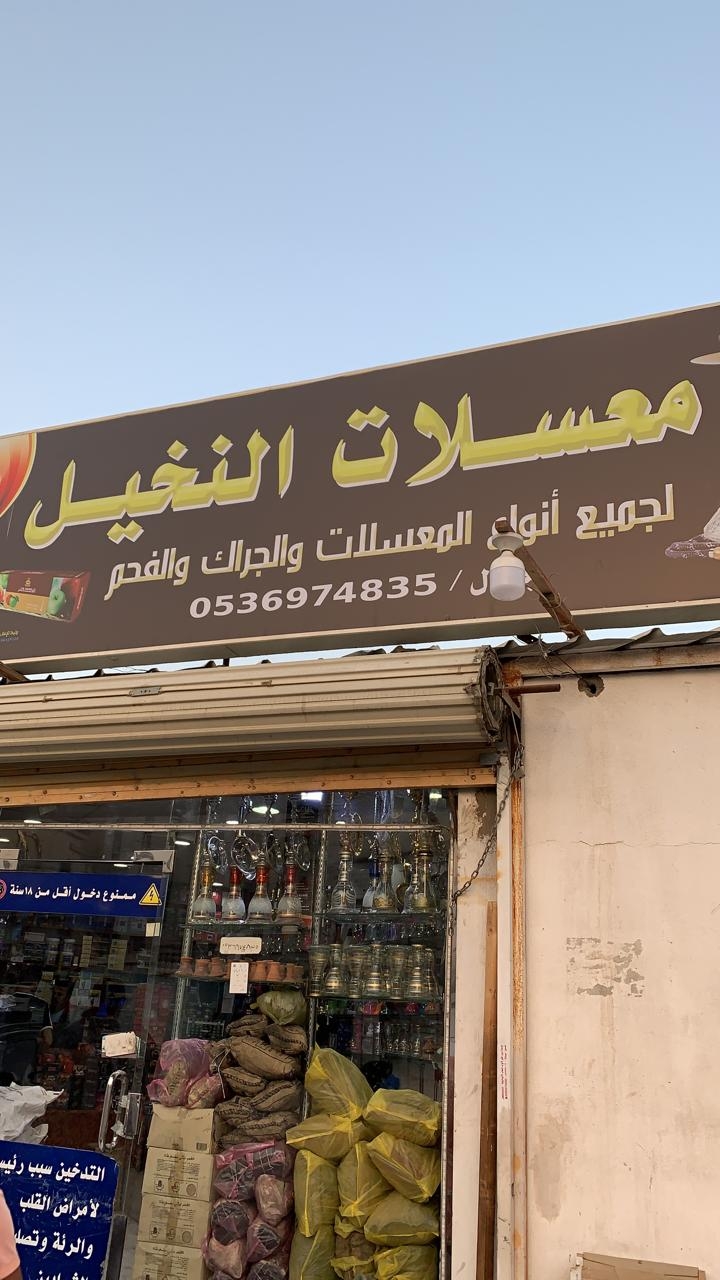 معسلات النخيل
لجميع أنواع المعسلات والجراك والفحم
/ 0536974835
ممنوع دخول أقل من ١٨ سنة
التدخين سبب رئيس
لأمراض القلب
والرئة وتصلب